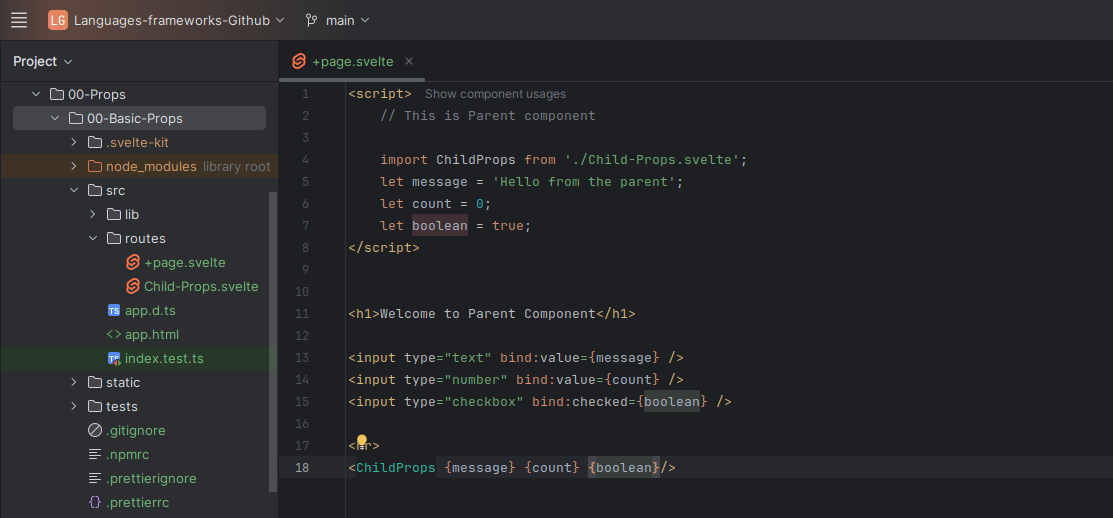 LG Languages-frameworks-Github main
Project
00-Props
00-Basic-Props
.svelte-kit
node_modules library root
src
lib
routes
+page.svelte
Child-Props.svelte
TS app.d.ts
<> app.html
TS index.test.ts
static
tests
.gitignore
.npmrc
.prettierignore
{} .prettierrc
+page.svelte ×
1 <script> Show component usages
2 // This is Parent component
3
4 import ChildProps from './Child-Props.svelte';
5 let message = 'Hello from the parent';
6 let count = 0;
7 let boolean = true;
8 </script>
9
10
11 <h1>Welcome to Parent Component</h1>
12
13 <input type="text" bind:value={message} />
14 <input type="number" bind:value={count} />
15 <input type="checkbox" bind:checked={boolean} />
16
17 < r>
18 <ChildProps {message} {count} {boolean}/>